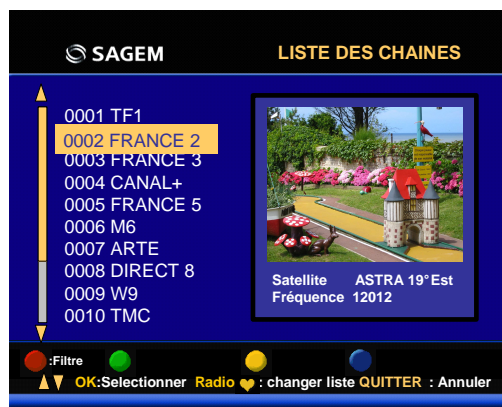 SAGEM
LISTE DES CHAINES
0001 TF1
0002 FRANCE 2
0003 FRANCE 3
0004 CANAL+
0005 FRANCE 5
0006 M6
0007 ARTE
0008 DIRECT 8
0009 W9
0010 TMC
Satellite ASTRA 19°Est
Fréquence 12012
:Filtre
OK:Selectionner Radio : changer liste QUITTER : Annuler